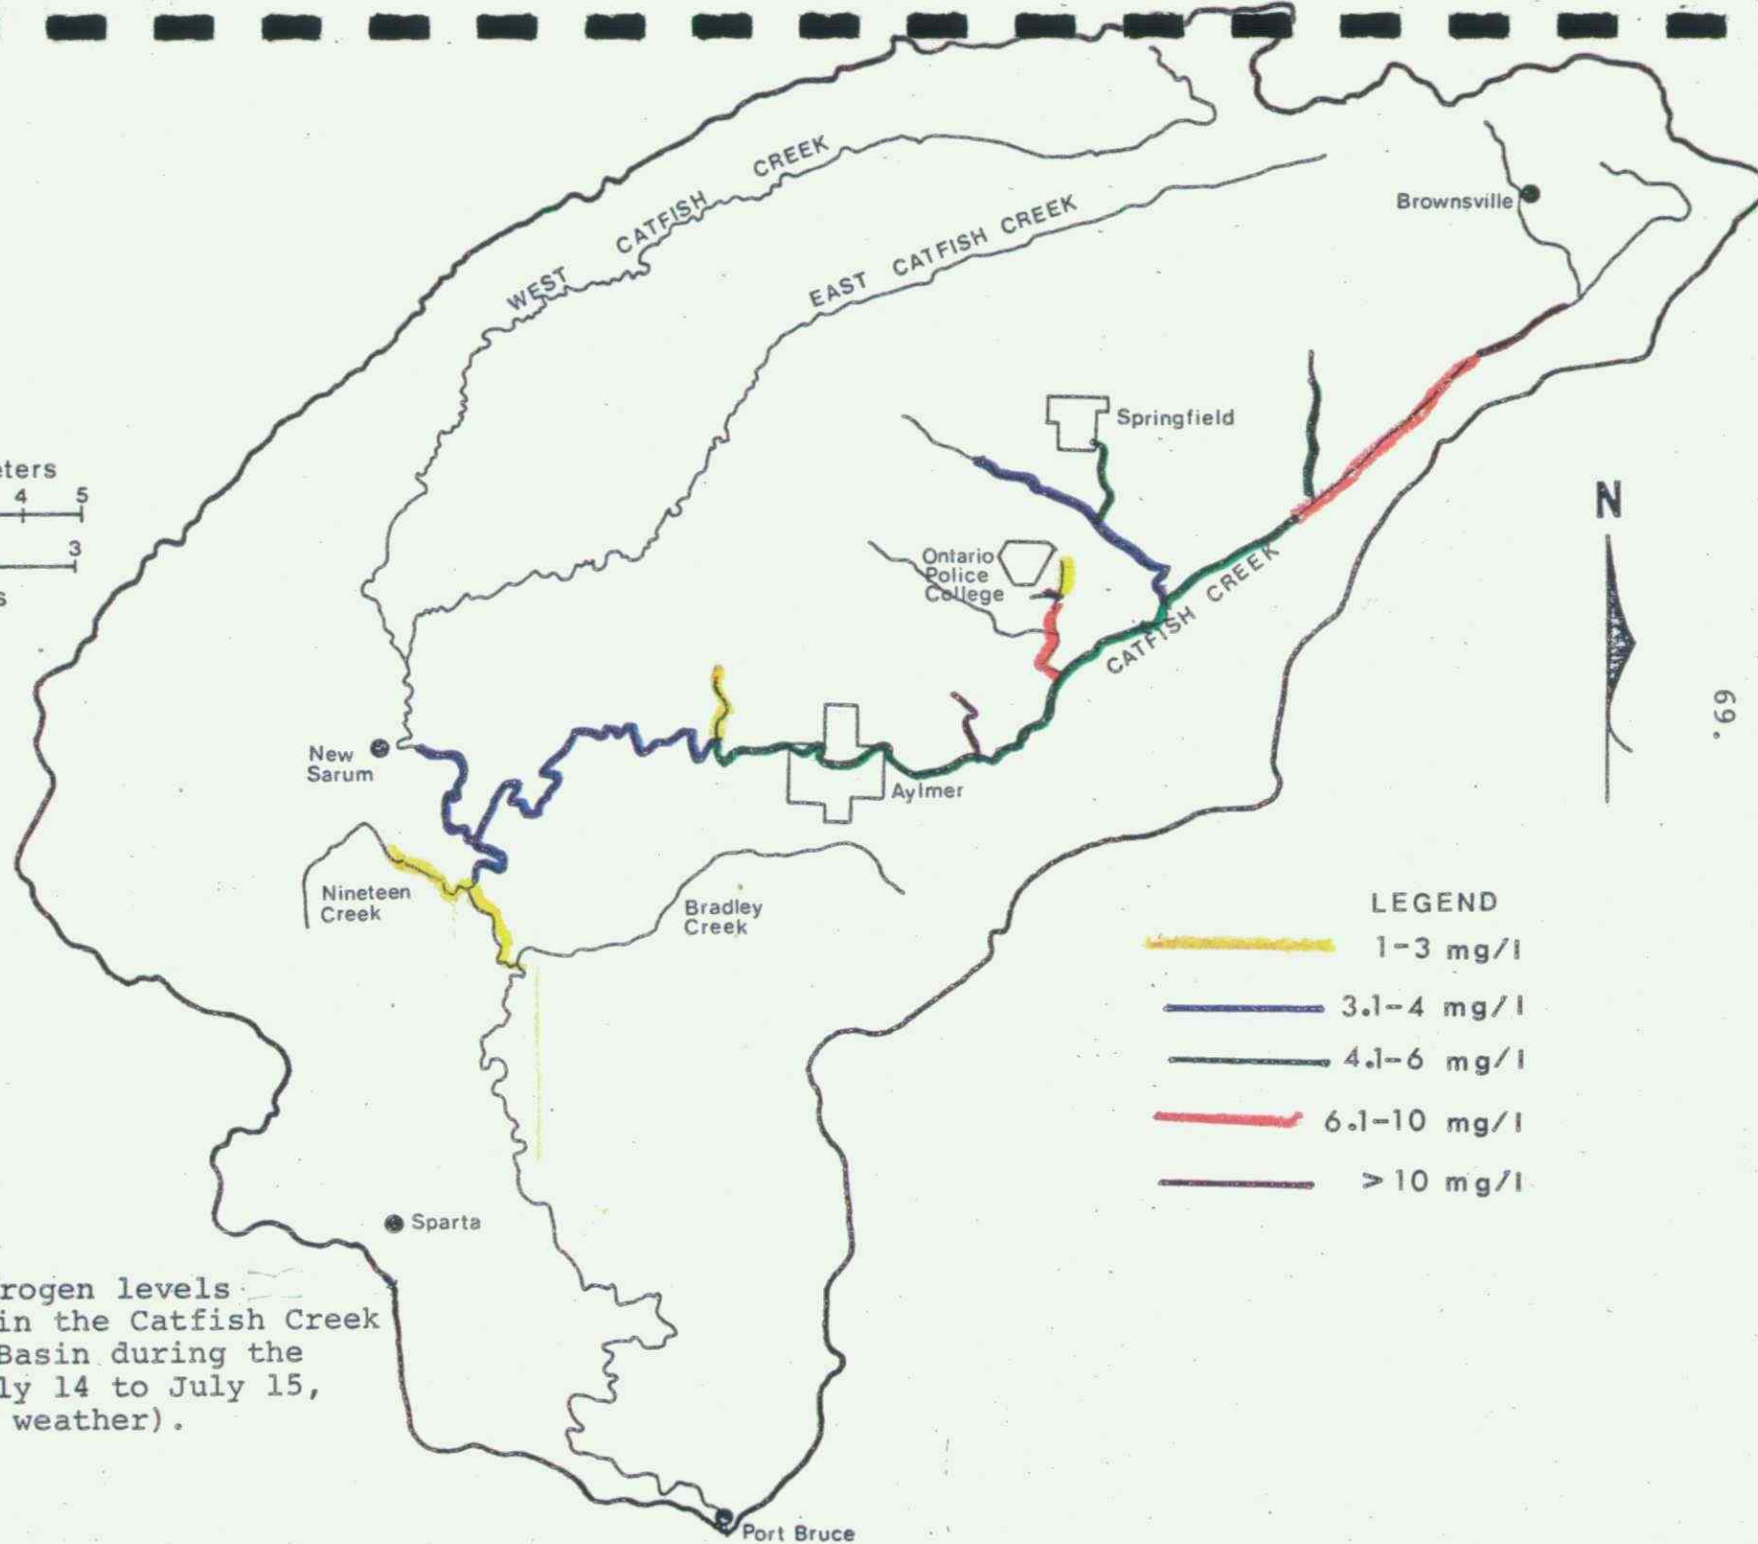 WEST CATFISH CREEK
EAST CATFISH CREEK
Brownsville
Springfield
eters
4 5
3
s
N
Ontario
Police
College
CATFISH CREEK
69.
New
Sarum
Aylmer
Nineteen
Creek
Bradley
Creek
LEGEND
1-3 mg/l
3.1-4 mg/l
4.1-6 mg/l
6.1-10 mg/l
>10 mg/l
Sparta
rogen levels
in the Catfish Creek
Basin during the
ly 14 to July 15,
weather).
Port Bruce